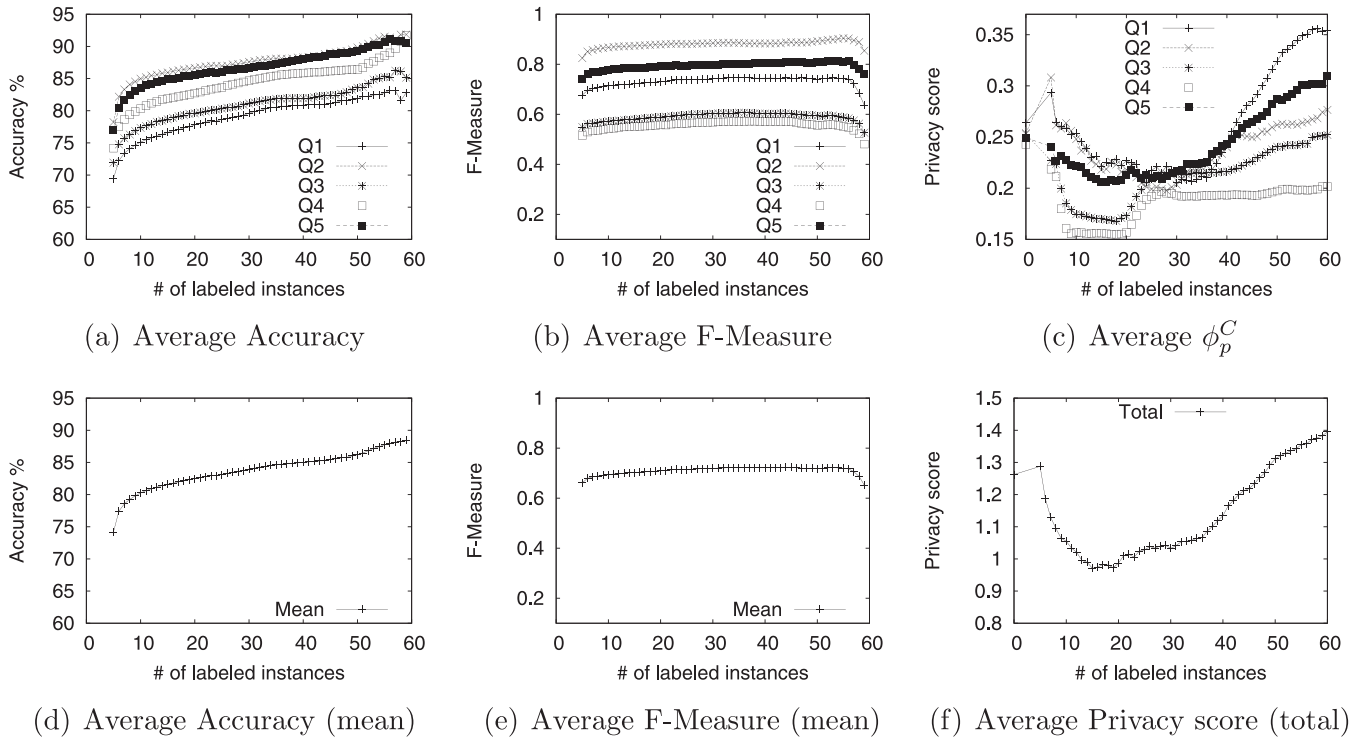 95
90
85
80
75
70
65
60
Accuracy %
Q1
Q2
Q3
Q4
Q5
0 10 20 30 40 50 60
# of labeled instances
(a) Average Accuracy
1
0.8
0.6
0.4
0.2
F-Measure
Q1
Q2
Q3
Q4
Q5
0 10 20 30 40 50 60
# of labeled instances
(b) Average F-Measure
0.35
0.3
0.25
0.2
0.15
Privacy score
Q1
Q2
Q3
Q4
Q5
0 10 20 30 40 50 60
# of labeled instances
(c) Average ϕ_p^C
95
90
85
80
75
70
65
60
Accuracy %
Mean
0 10 20 30 40 50 60
# of labeled instances
(d) Average Accuracy (mean)
1
0.8
0.6
0.4
0.2
F-Measure
Mean
0 10 20 30 40 50 60
# of labeled instances
(e) Average F-Measure (mean)
1.5
1.4
1.3
1.2
1.1
1
0.9
0.8
Privacy score
Total
0 10 20 30 40 50 60
# of labeled instances
(f) Average Privacy score (total)